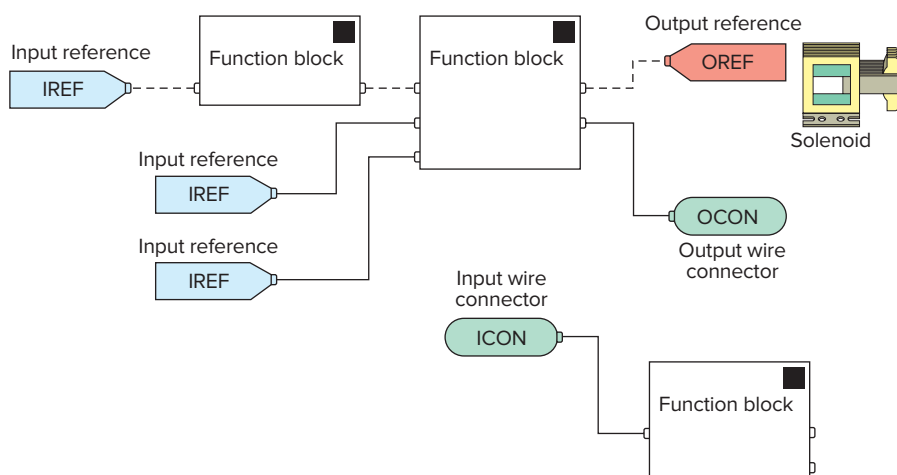 Input reference
IREF
Function block
Function block
Output reference
OREF
Solenoid
Input reference
IREF
Input reference
IREF
OCON
Output wire
connector
Input wire
connector
ICON
Function block